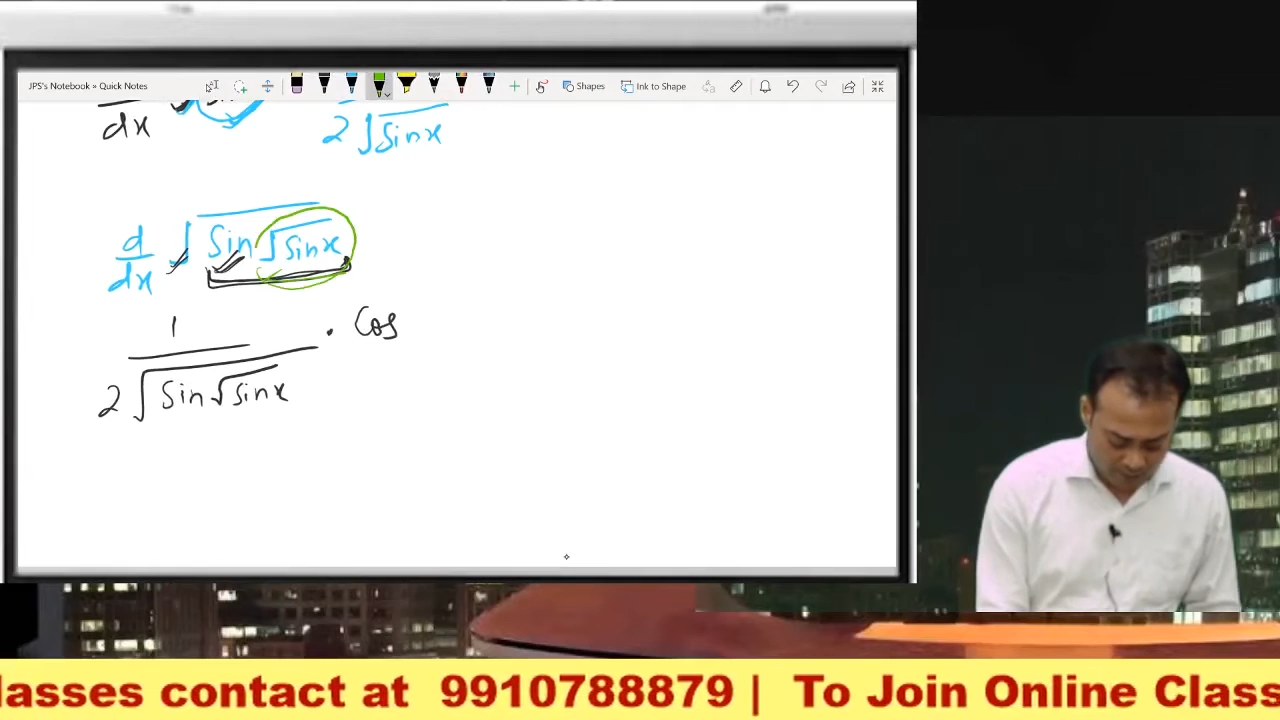 JPS's Notebook » Quick Notes
Shapes
Ink to Shape
dx
2√sinx
d/dx √(Sin√(sinx))
1/(2√(Sin√(sinx))) . Cos
lasses contact at 9910788879 | To Join Online Class